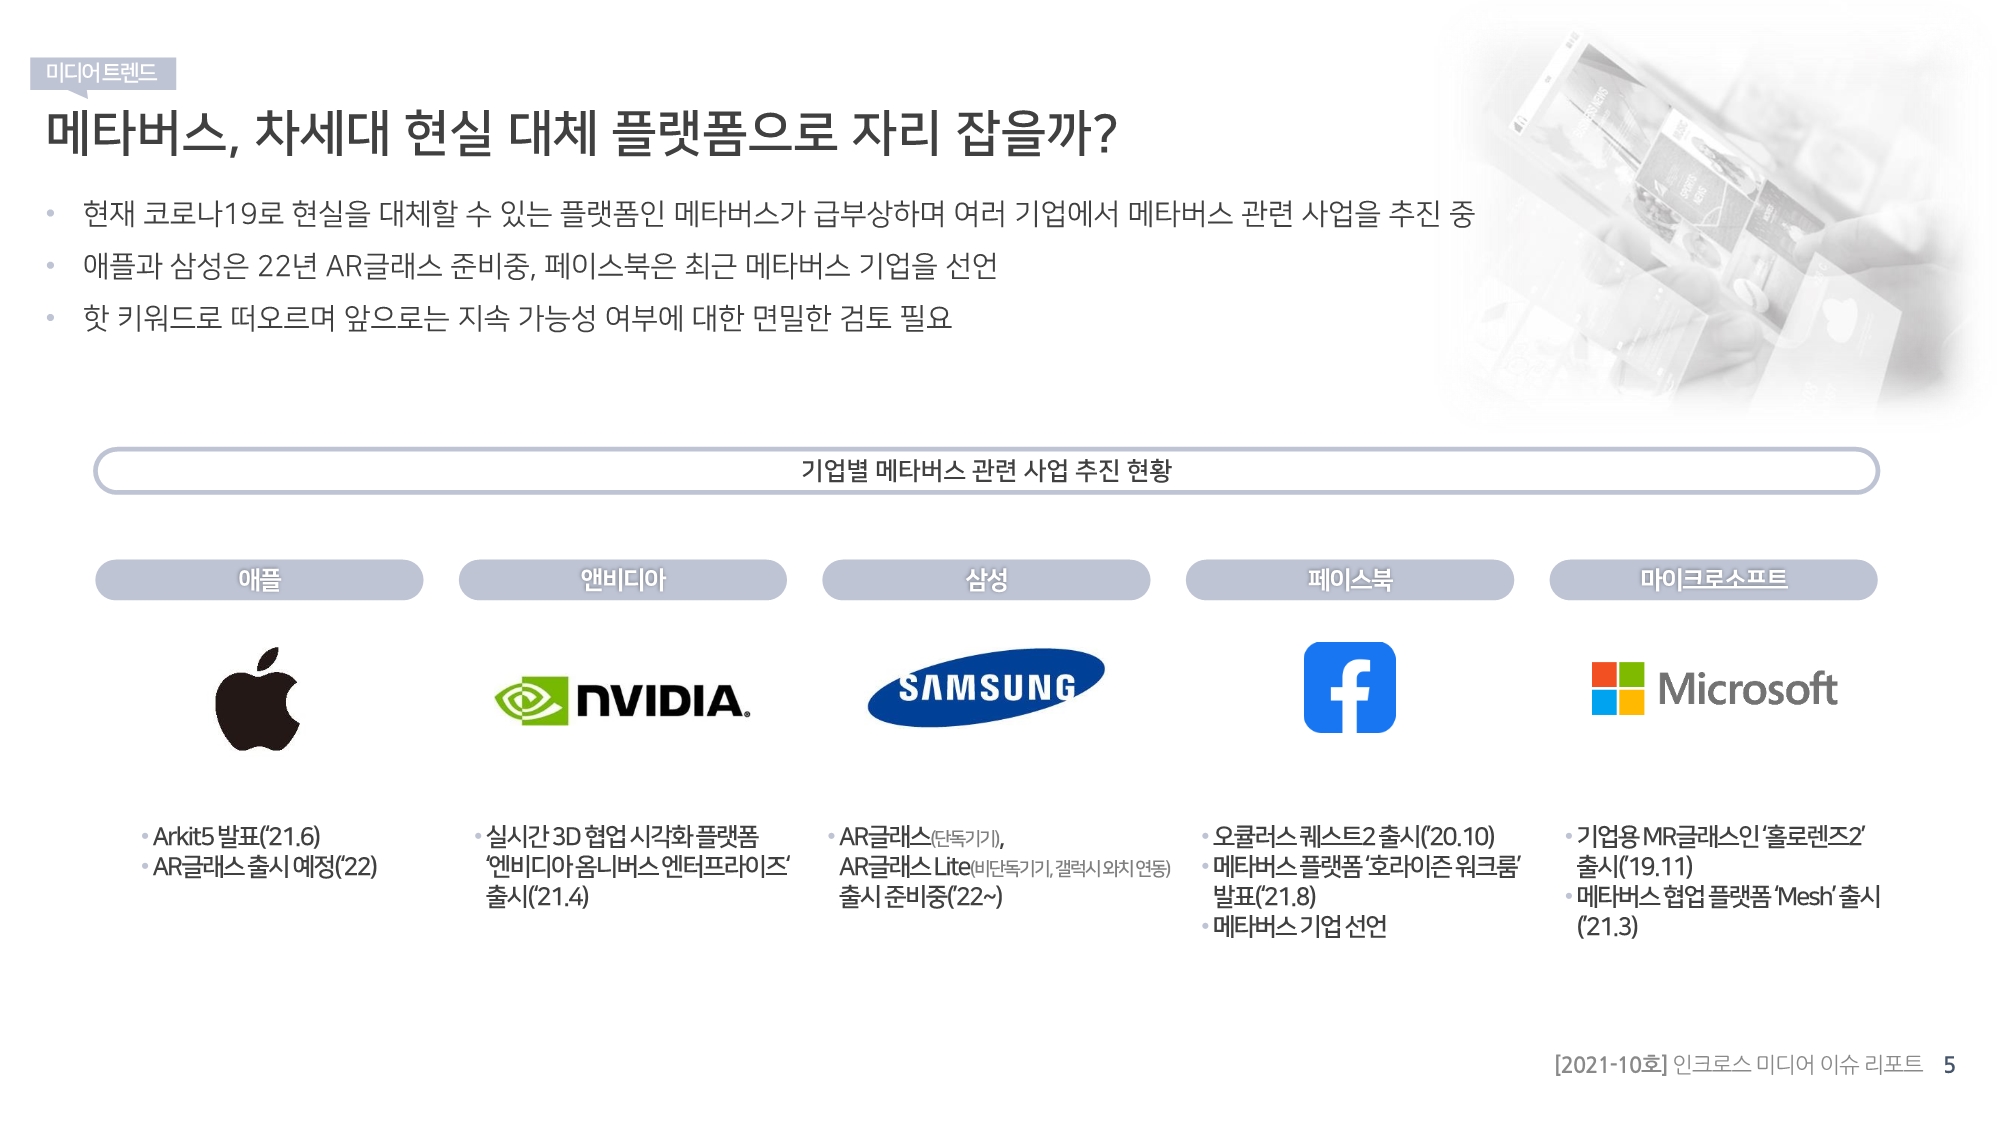 미디어트렌드
메타버스, 차세대 현실 대체 플랫폼으로 자리 잡을까?
• 현재 코로나19로 현실을 대체할 수 있는 플랫폼인 메타버스가 급부상하며 여러 기업에서 메타버스 관련 사업을 추진 중
• 애플과 삼성은 22년 AR글래스 준비중, 페이스북은 최근 메타버스 기업을 선언
• 핫 키워드로 떠오르며 앞으로는 지속 가능성 여부에 대한 면밀한 검토 필요
기업별 메타버스 관련 사업 추진 현황
애플
앤비디아
삼성
페이스북
마이크로소프트
NVIDIA.
SAMSUNG
Microsoft
• Arkit5 발표(‘21.6)
• AR글래스 출시 예정(‘22)
• 실시간 3D 협업 시각화 플랫폼
‘엔비디아 옴니버스 엔터프라이즈‘
출시(‘21.4)
• AR글래스(단독기기),
AR글래스 Lite(비단독기기, 갤럭시 와치 연동)
출시 준비중(’22~)
• 오큘러스 퀘스트2 출시(’20.10)
• 메타버스 플랫폼 ‘호라이즌 워크룸’
발표(‘21.8)
• 메타버스 기업 선언
• 기업용 MR글래스인 ‘홀로렌즈2’
출시(’19.11)
• 메타버스 협업 플랫폼 ‘Mesh’ 출시
(’21.3)
[2021-10호] 인크로스 미디어 이슈 리포트 5